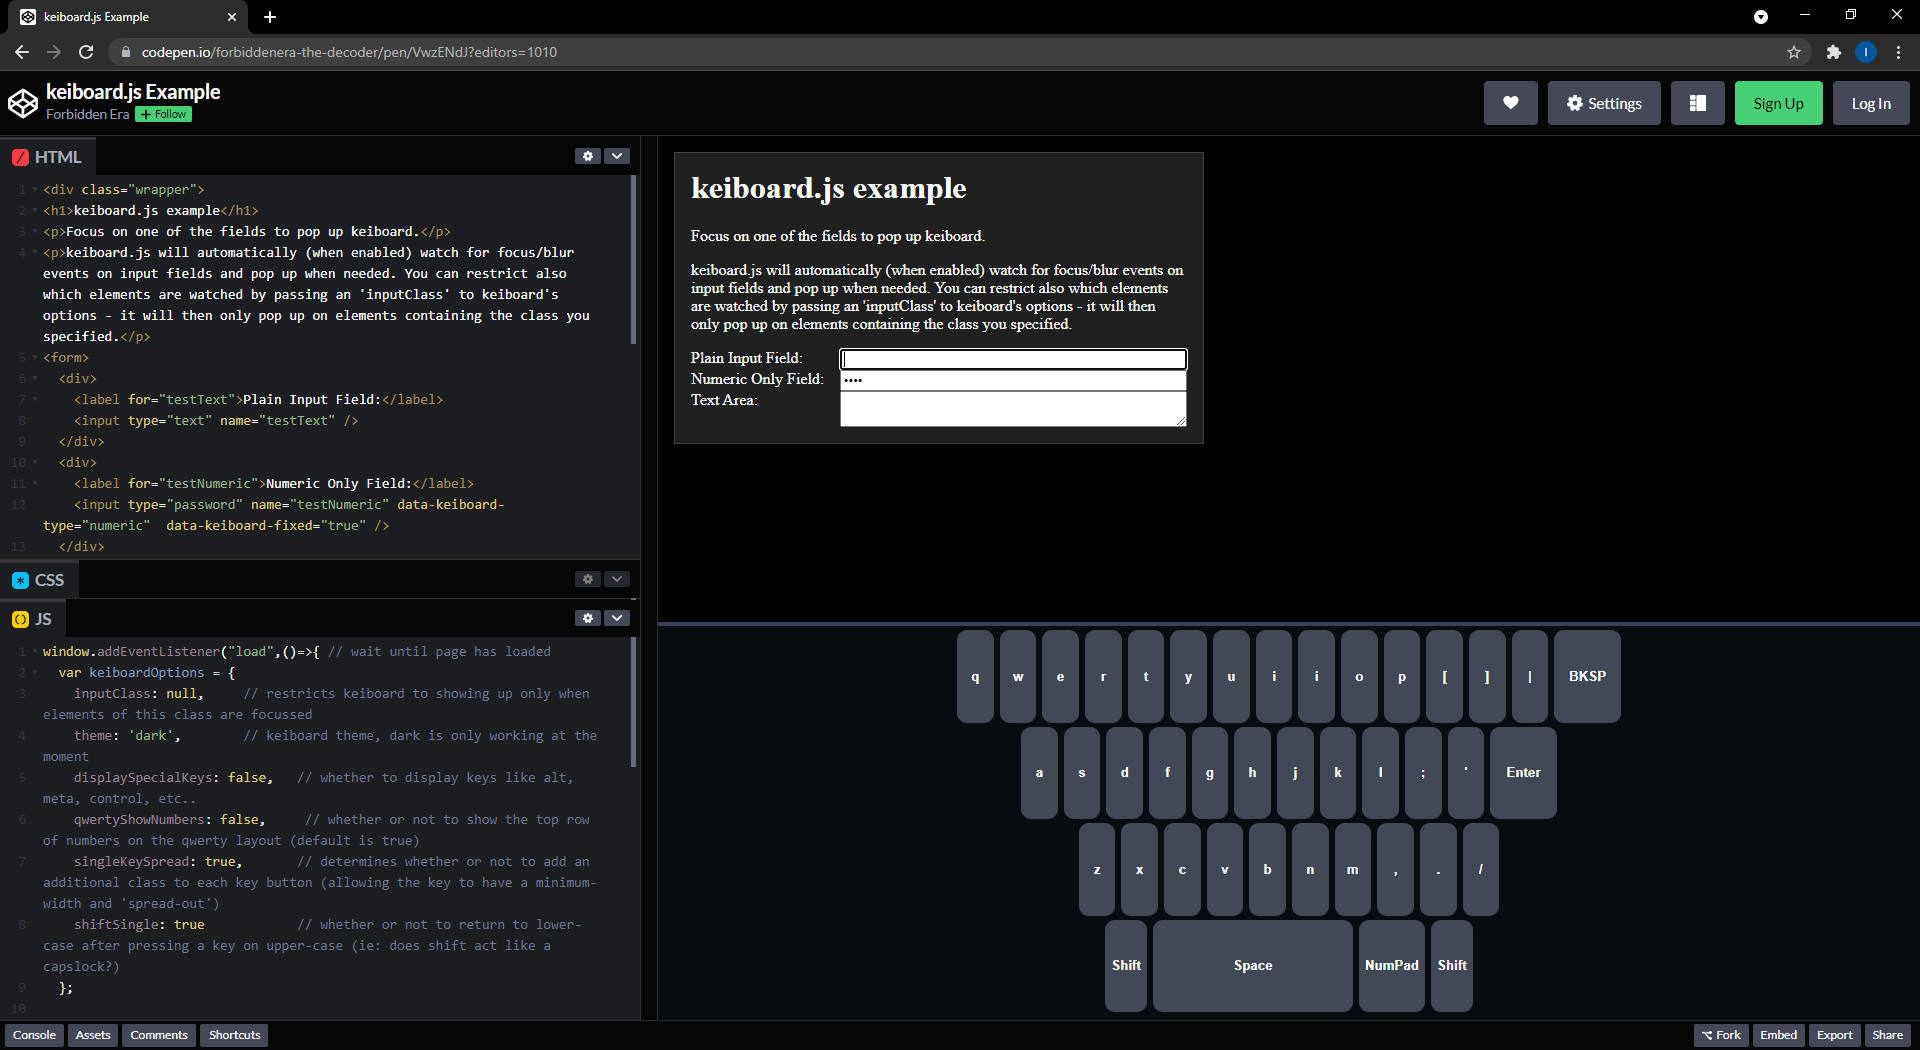 keiboard.js Example
codepen.io/forbiddenera-the-decoder/pen/VwzENdJ?editors=1010
I
keiboard.js Example
Forbidden Era + Follow
Settings
Sign Up
Log In
HTML
1 <div class="wrapper">
2 <h1>keiboard.js example</h1>
3 <p>Focus on one of the fields to pop up keiboard.</p>
4 <p>keiboard.js will automatically (when enabled) watch for focus/blur
events on input fields and pop up when needed. You can restrict also
which elements are watched by passing an 'inputClass' to keiboard's
options - it will then only pop up on elements containing the class you
specified.</p>
5 <form>
6 <div>
7 <label for="testText">Plain Input Field:</label>
8 <input type="text" name="testText" />
9 </div>
10 <div>
11 <label for="testNumeric">Numeric Only Field:</label>
12 <input type="password" name="testNumeric" data-keiboard-
type="numeric"  data-keiboard-fixed="true" />
13 </div>
CSS
JS
1 window.addEventListener("load",()=>{ // wait until page has loaded
2 var keiboardOptions = {
3 inputClass: null, // restricts keiboard to showing up only when
elements of this class are focussed
4 theme: 'dark', // keiboard theme, dark is only working at the
moment
5 displaySpecialKeys: false, // whether to display keys like alt,
meta, control, etc..
6 qwertyShowNumbers: false, // whether or not to show the top row
of numbers on the qwerty layout (default is true)
7 singleKeySpread: true, // determines whether or not to add an
additional class to each key button (allowing the key to have a minimum-
width and 'spread-out')
8 shiftSingle: true // whether or not to return to lower-
case after pressing a key on upper-case (ie: does shift act like a
capslock?)
9 };
10
keiboard.js example
Focus on one of the fields to pop up keiboard.
keiboard.js will automatically (when enabled) watch for focus/blur events on
input fields and pop up when needed. You can restrict also which elements
are watched by passing an 'inputClass' to keiboard's options - it will then
only pop up on elements containing the class you specified.
Plain Input Field:
Numeric Only Field: ••••
Text Area:
q w e r t y u i i o p [ ] | BKSP
a s d f g h j k l ; ' Enter
z x c v b n m , . /
Shift Space NumPad Shift
Console Assets Comments Shortcuts
Fork Embed Export Share